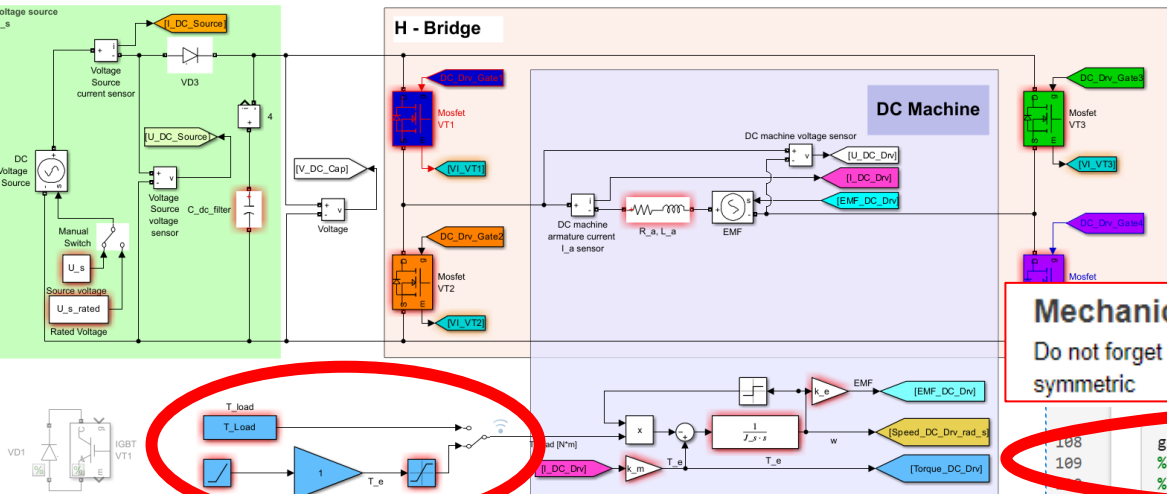 oltage source
_s
[I_DC_Source]
Voltage
Source
current sensor
VD3
4
[U_DC_Source]
DC
Voltage
Source
Voltage
Source
voltage
sensor
C_dc_filter
Manual
Switch
U_s
Source voltage
U_s_rated
Rated Voltage
[V_DC_Cap]
Voltage
H - Bridge
DC_Drv_Gate1
Mosfet
VT1
[VI_VT1]
DC_Drv_Gate2
Mosfet
VT2
[VI_VT2]
DC Machine
DC machine voltage sensor
[U_DC_Drv]
[I_DC_Drv]
[EMF_DC_Drv]
DC machine
armature current
I_a sensor
R_a, L_a
EMF
DC_Drv_Gate3
Mosfet
VT3
[VI_VT3]
DC_Drv_Gate4
Mosfet
Mechanic
Do not forget
symmetric
VD1
IGBT
VT1
T_load
T_Load
1
T_e
ad [N*m]
[I_DC_Drv]
k_m
T_e
x
1
J_s · s
T_e
k_e
EMF
w
[EMF_DC_Drv]
[Speed_DC_Drv_rad_s]
[Torque_DC_Drv]
108
g
109
%
%